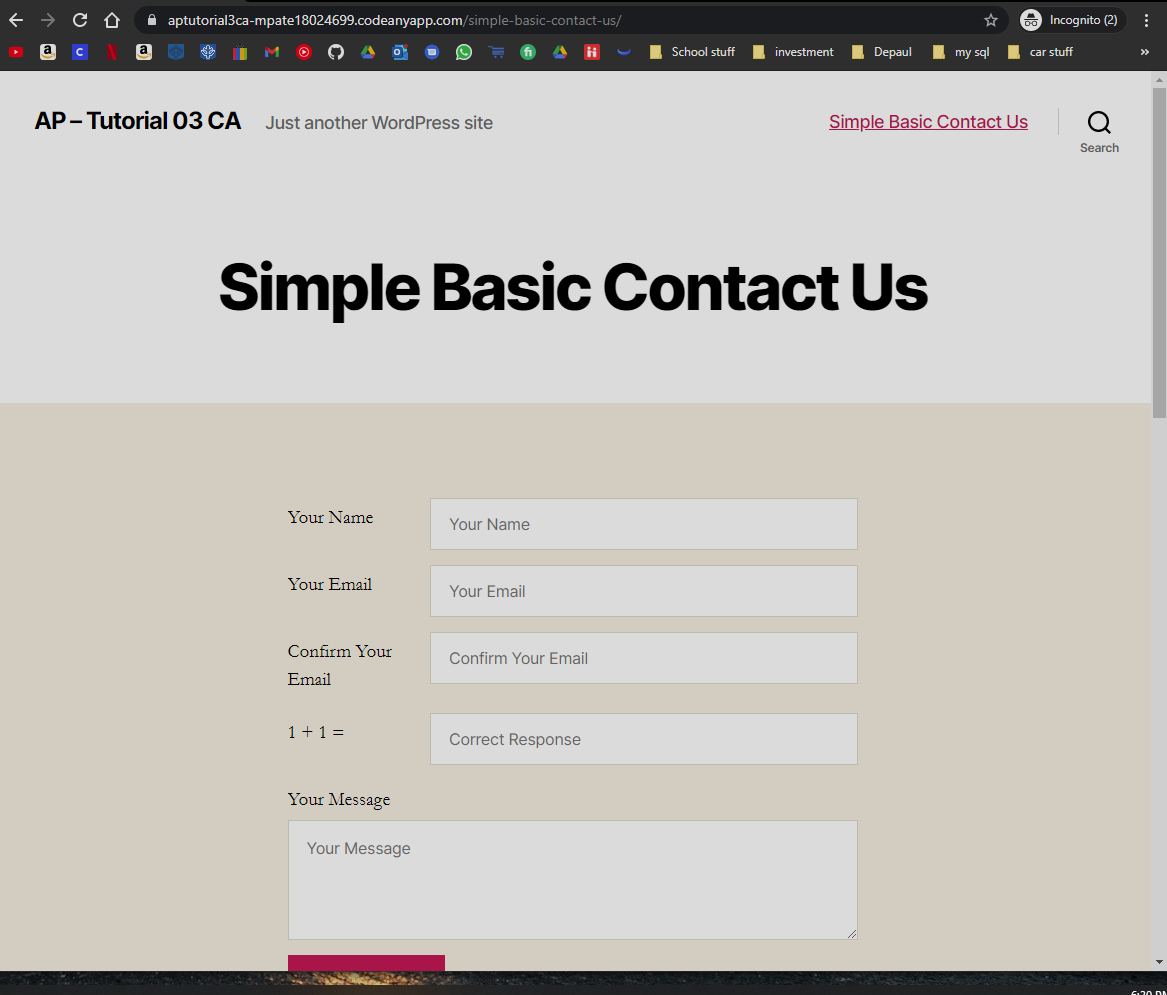 aptutorial3ca-mpate18024699.codeanyapp.com/simple-basic-contact-us/ Incognito (2)
School stuff investment Depaul my sql car stuff »
AP – Tutorial 03 CA Just another WordPress site Simple Basic Contact Us
Search
Simple Basic Contact Us
Your Name Your Name
Your Email Your Email
Confirm Your Confirm Your Email
Email
1 + 1 = Correct Response
Your Message
Your Message